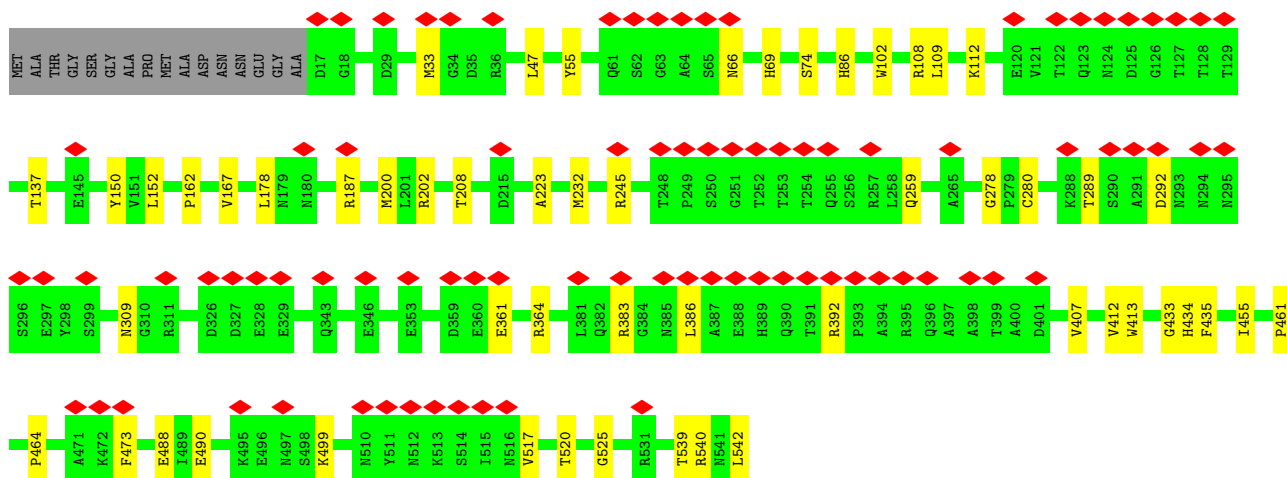 MET ALA THR GLY SER GLY ALA PRO MET ALA ASP ASN ASN GLU GLY ALA D17 G18 D29 M33 G34 D35 R36 L47 Y55 Q61 S62 G63 A64 S65 N66 H69 S74 H86 W102 R108 L109 K112 E120 V121 T122 Q123 N124 D125 G126 T127 T128 T129
T137 E145 Y150 V151 L152 P162 V167 L178 N179 N180 R187 M200 L201 R202 T208 D215 A223 M232 R245 T248 P249 S250 G251 T252 T253 T254 Q255 S256 R257 L258 Q259 A265 G278 P279 C280 K288 T289 S290 A291 D292 N293 N294 N295
S296 E297 Y298 S299 N309 G310 R311 D326 D327 E328 E329 Q343 E346 E353 D359 E360 E361 R364 L381 Q382 R383 G384 N385 L386 A387 E388 H389 Q390 T391 R392 P393 A394 R395 Q396 A397 A398 T399 A400 D401 V407 V412 W413 G433 H434 F435 I455 P461
P464 A471 K472 F473 E488 I489 E490 K495 E496 N497 S498 K499 N510 Y511 N512 K513 S514 I515 N516 V517 T520 G525 R531 T539 R540 N541 L542